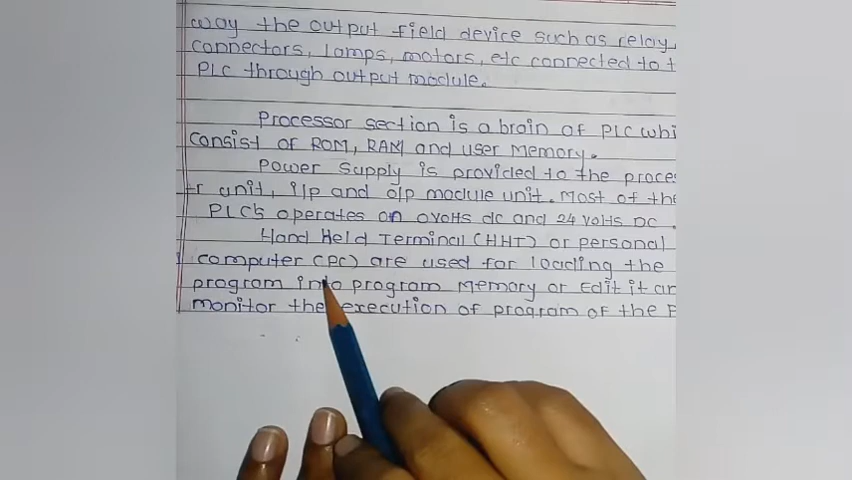 way the output field device such as relay,
connectors, lamps, motors, etc connected to t
PLC through output module.
Processor section is a brain of PLC whi
consist of ROM, RAM and user Memory.
Power supply is provided to the proces
r unit, i/p and o/p module unit. Most of the
PLC's operates on 0 volts dc and 24 volts DC.
Hand Held Terminal (HHT) or personal
computer (PC) are used for loading the
program into program Memory or Edit it an
monitor the execution of program of the P